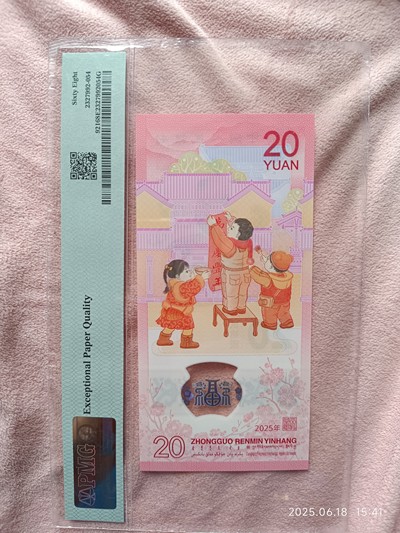 Sixty Eight
2327992-054
Exceptional Paper Quality
PMG
20
YUAN
福
2025年
20
ZHONGGUO RENMIN YINHANG
2025.06.18 15:41